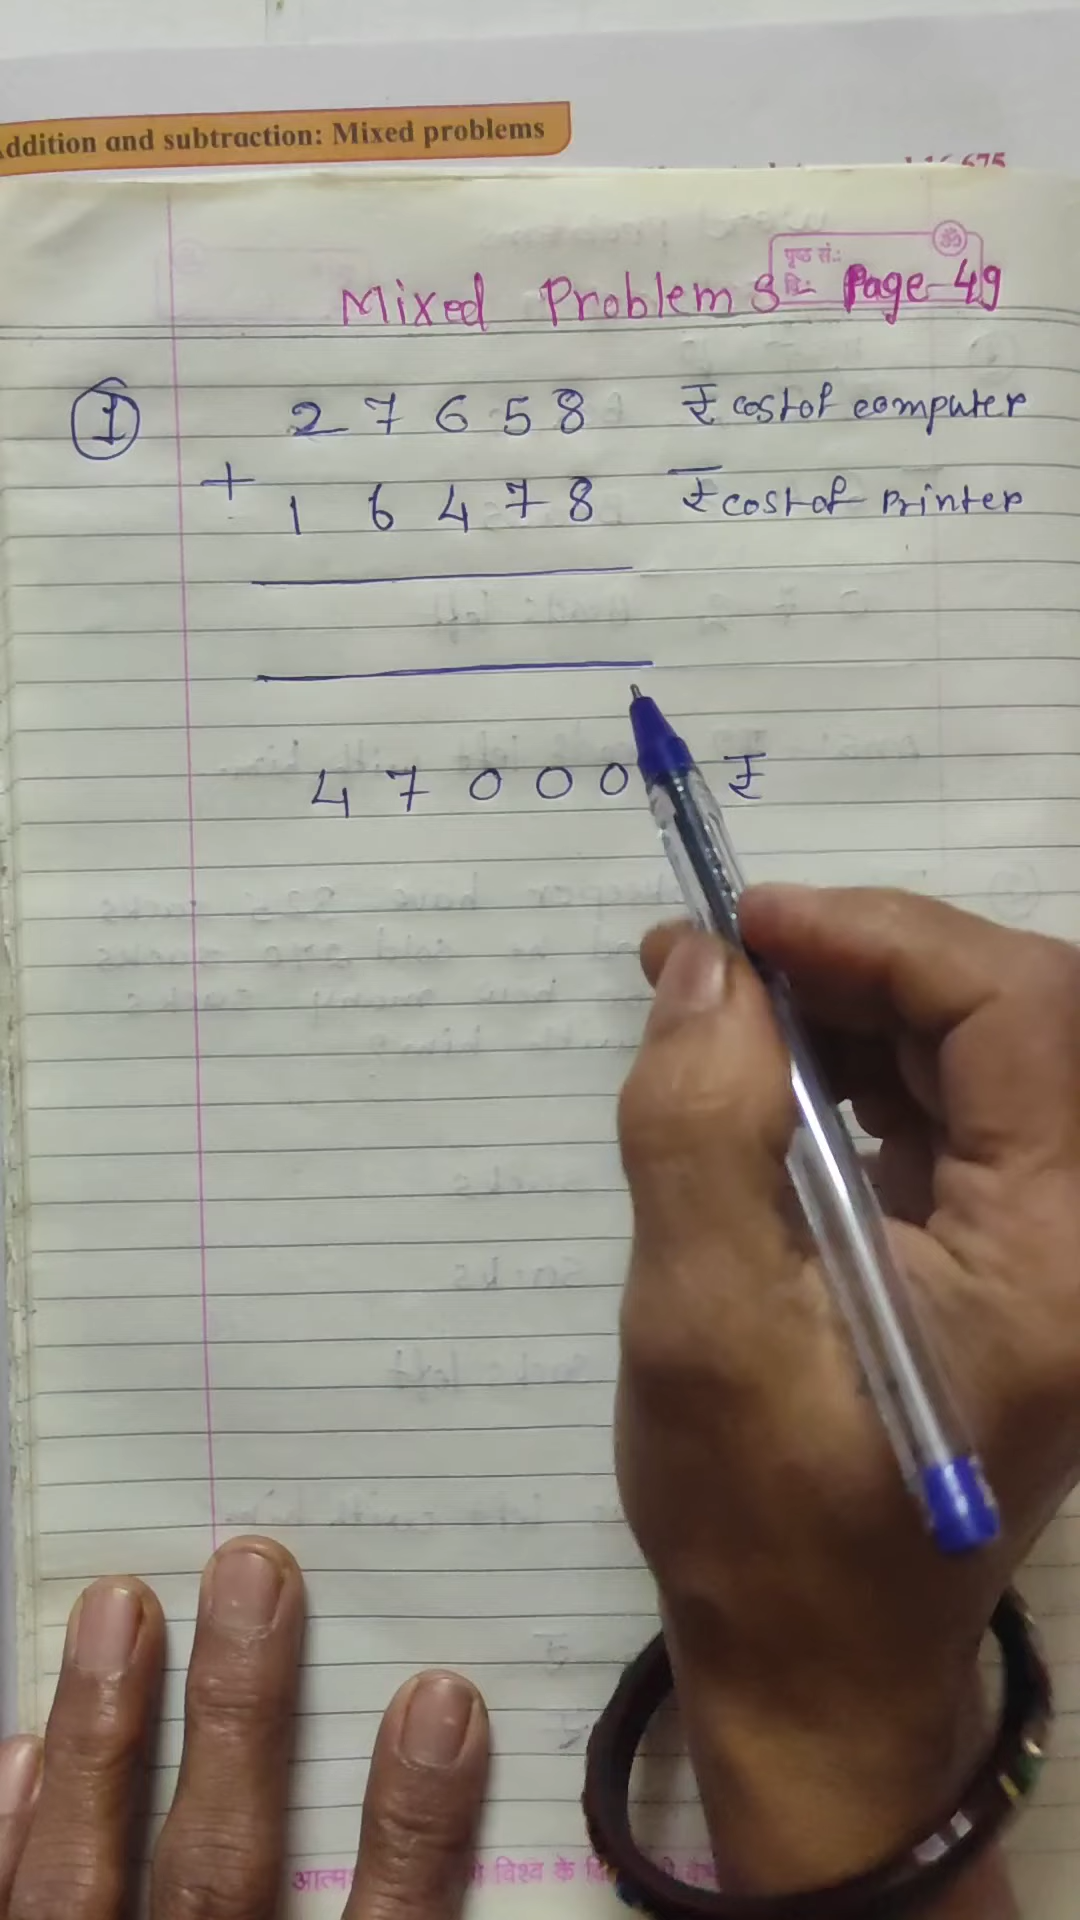 ddition and subtraction: Mixed problems
675
पृष्ठ सं.:
दि.:
Mixed Problems Page-49
1 27658 ₹ cost of computer
+
16478 ₹ cost of Printer
47000 ₹